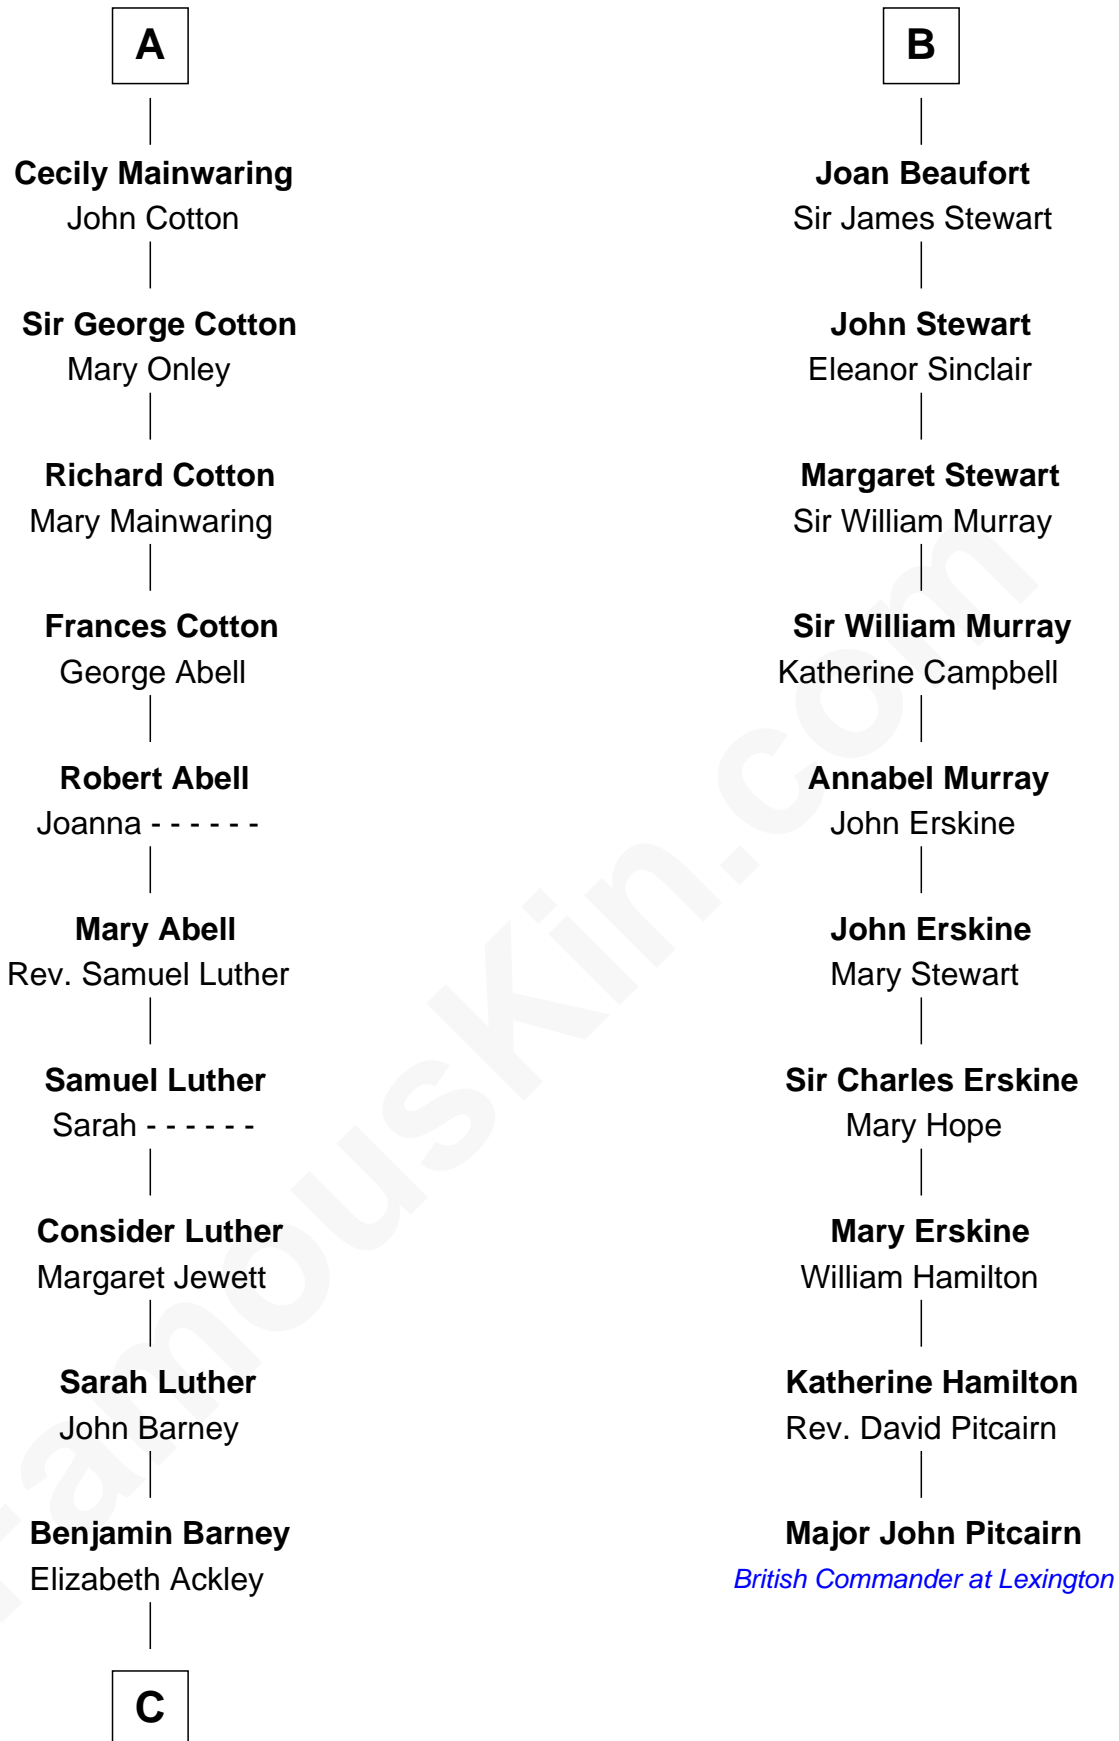 A
Cecily Mainwaring
John Cotton
Sir George Cotton
Mary Onley
Richard Cotton
Mary Mainwaring
Frances Cotton
George Abell
Robert Abell
Joanna - - - - - -
Mary Abell
Rev. Samuel Luther
Samuel Luther
Sarah - - - - - -
Consider Luther
Margaret Jewett
Sarah Luther
John Barney
Benjamin Barney
Elizabeth Ackley
C
B
Joan Beaufort
Sir James Stewart
John Stewart
Eleanor Sinclair
Margaret Stewart
Sir William Murray
Sir William Murray
Katherine Campbell
Annabel Murray
John Erskine
John Erskine
Mary Stewart
Sir Charles Erskine
Mary Hope
Mary Erskine
William Hamilton
Katherine Hamilton
Rev. David Pitcairn
Major John Pitcairn
British Commander at Lexington
FamousKin.com